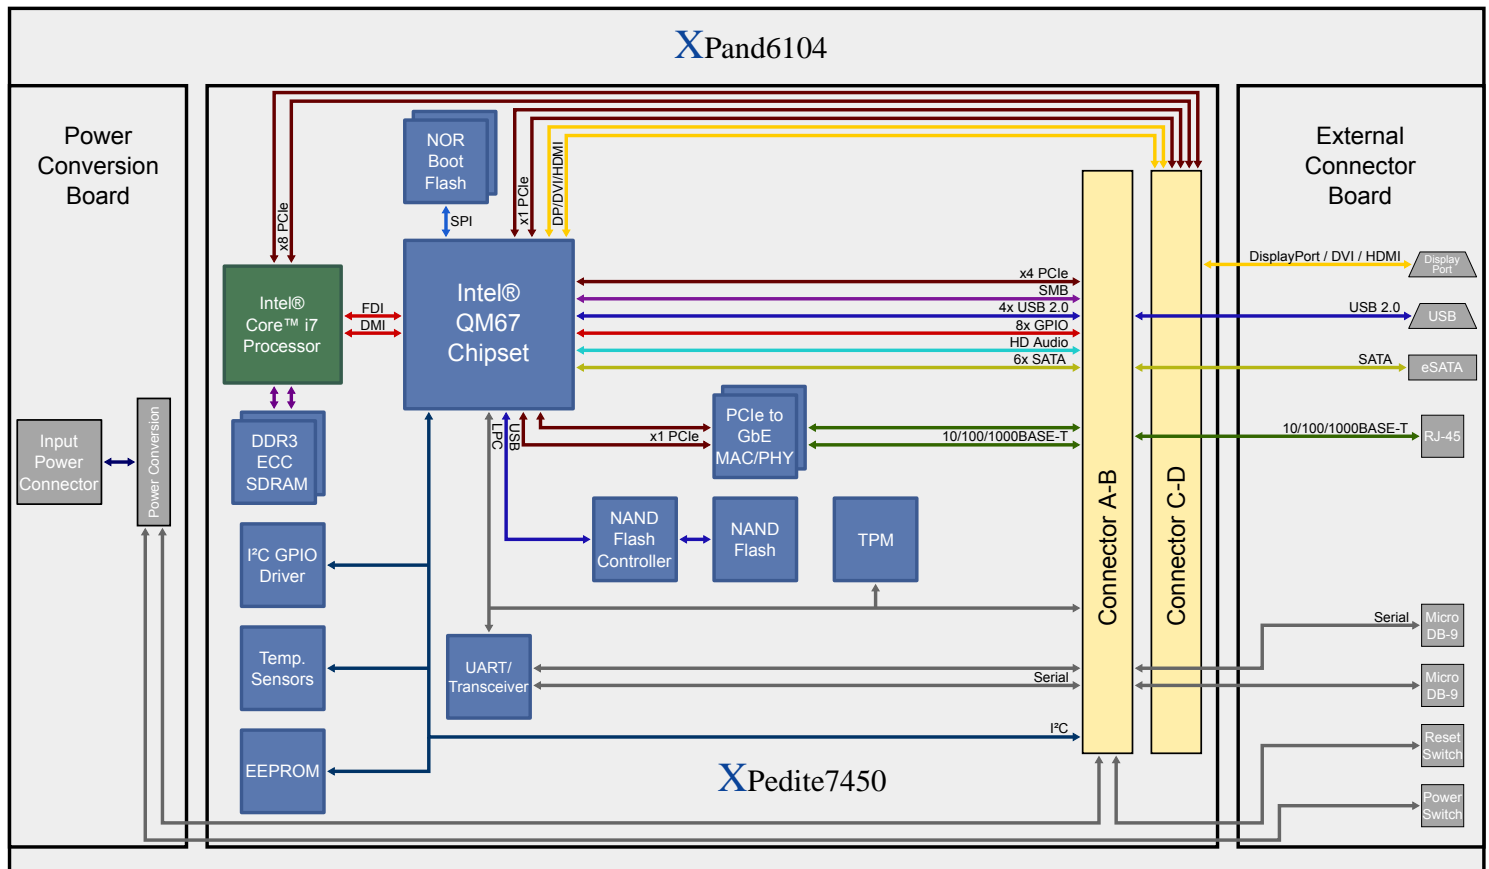 XPand6104
Power
Conversion
Board
External
Connector
Board
NOR
Boot
Flash
SPI
x8 PCIe
x1 PCIe
DP/DVI/HDMI
Intel®
Core™ i7
Processor
FDI
DMI
Intel®
QM67
Chipset
x4 PCIe
SMB
4x USB 2.0
8x GPIO
HD Audio
6x SATA
DisplayPort / DVI / HDMI
Display
Port
USB 2.0
USB
SATA
eSATA
10/100/1000BASE-T
RJ-45
Input
Power
Connector
Power Conversion
DDR3
ECC
SDRAM
LPC
USB
x1 PCIe
PCIe to
GbE
MAC/PHY
10/100/1000BASE-T
Connector A-B
Connector C-D
I²C GPIO
Driver
NAND
Flash
Controller
NAND
Flash
TPM
Temp.
Sensors
UART/
Transceiver
Serial
Serial
Micro
DB-9
Micro
DB-9
EEPROM
I²C
Reset
Switch
Power
Switch
XPedite7450